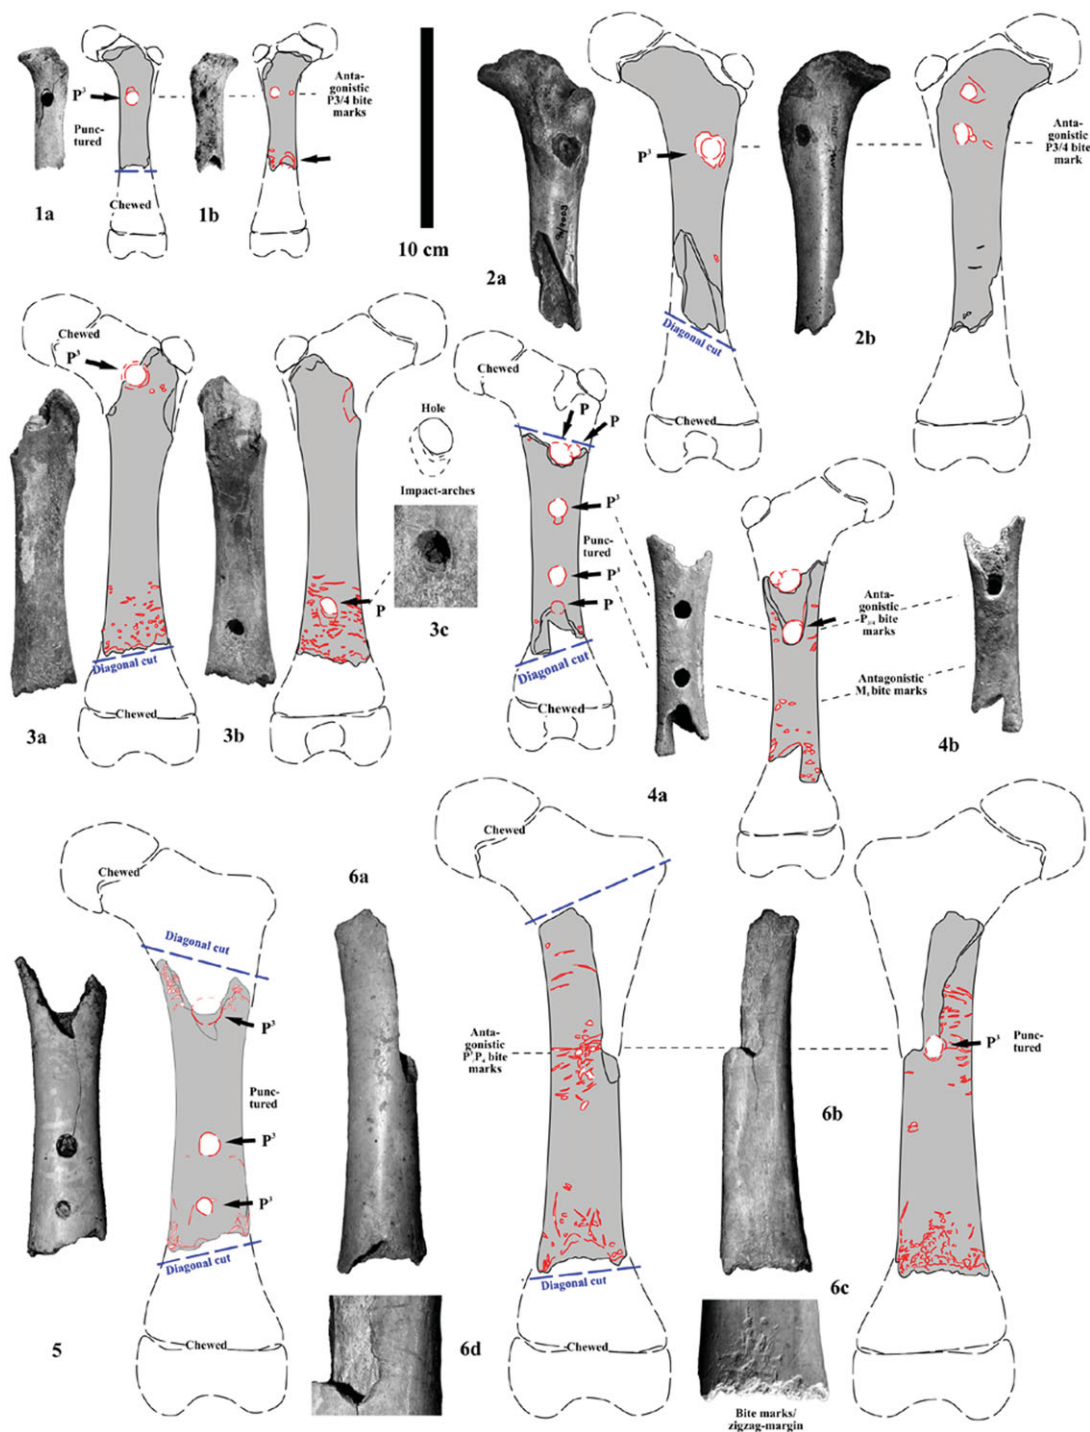 P³
Punc-
tured
Chewed
1a
1b
Anta-
gonistic
P3/4 bite
marks
10 cm
2a
P³
Diagonal cut
Chewed
2b
Anta-
gonistic
P3/4 bite
mark
Chewed
P³
Diagonal cut
Chewed
3a
3b
P
Hole
Impact-arches
3c
Chewed
P
P
P³
Punc-
tured
P³
P
Diagonal cut
Chewed
4a
Anta-
gonistic
P3/4 bite
marks
Antagonistic
bite
marks
4b
Chewed
Diagonal cut
P³
Punc-
tured
P³
P³
Diagonal cut
Chewed
5
6a
Chewed
Anta-
gonistic
bite
marks
Diagonal cut
Chewed
6b
P³
Punc-
tured
6c
6d
Bite marks/
zigzag-margin